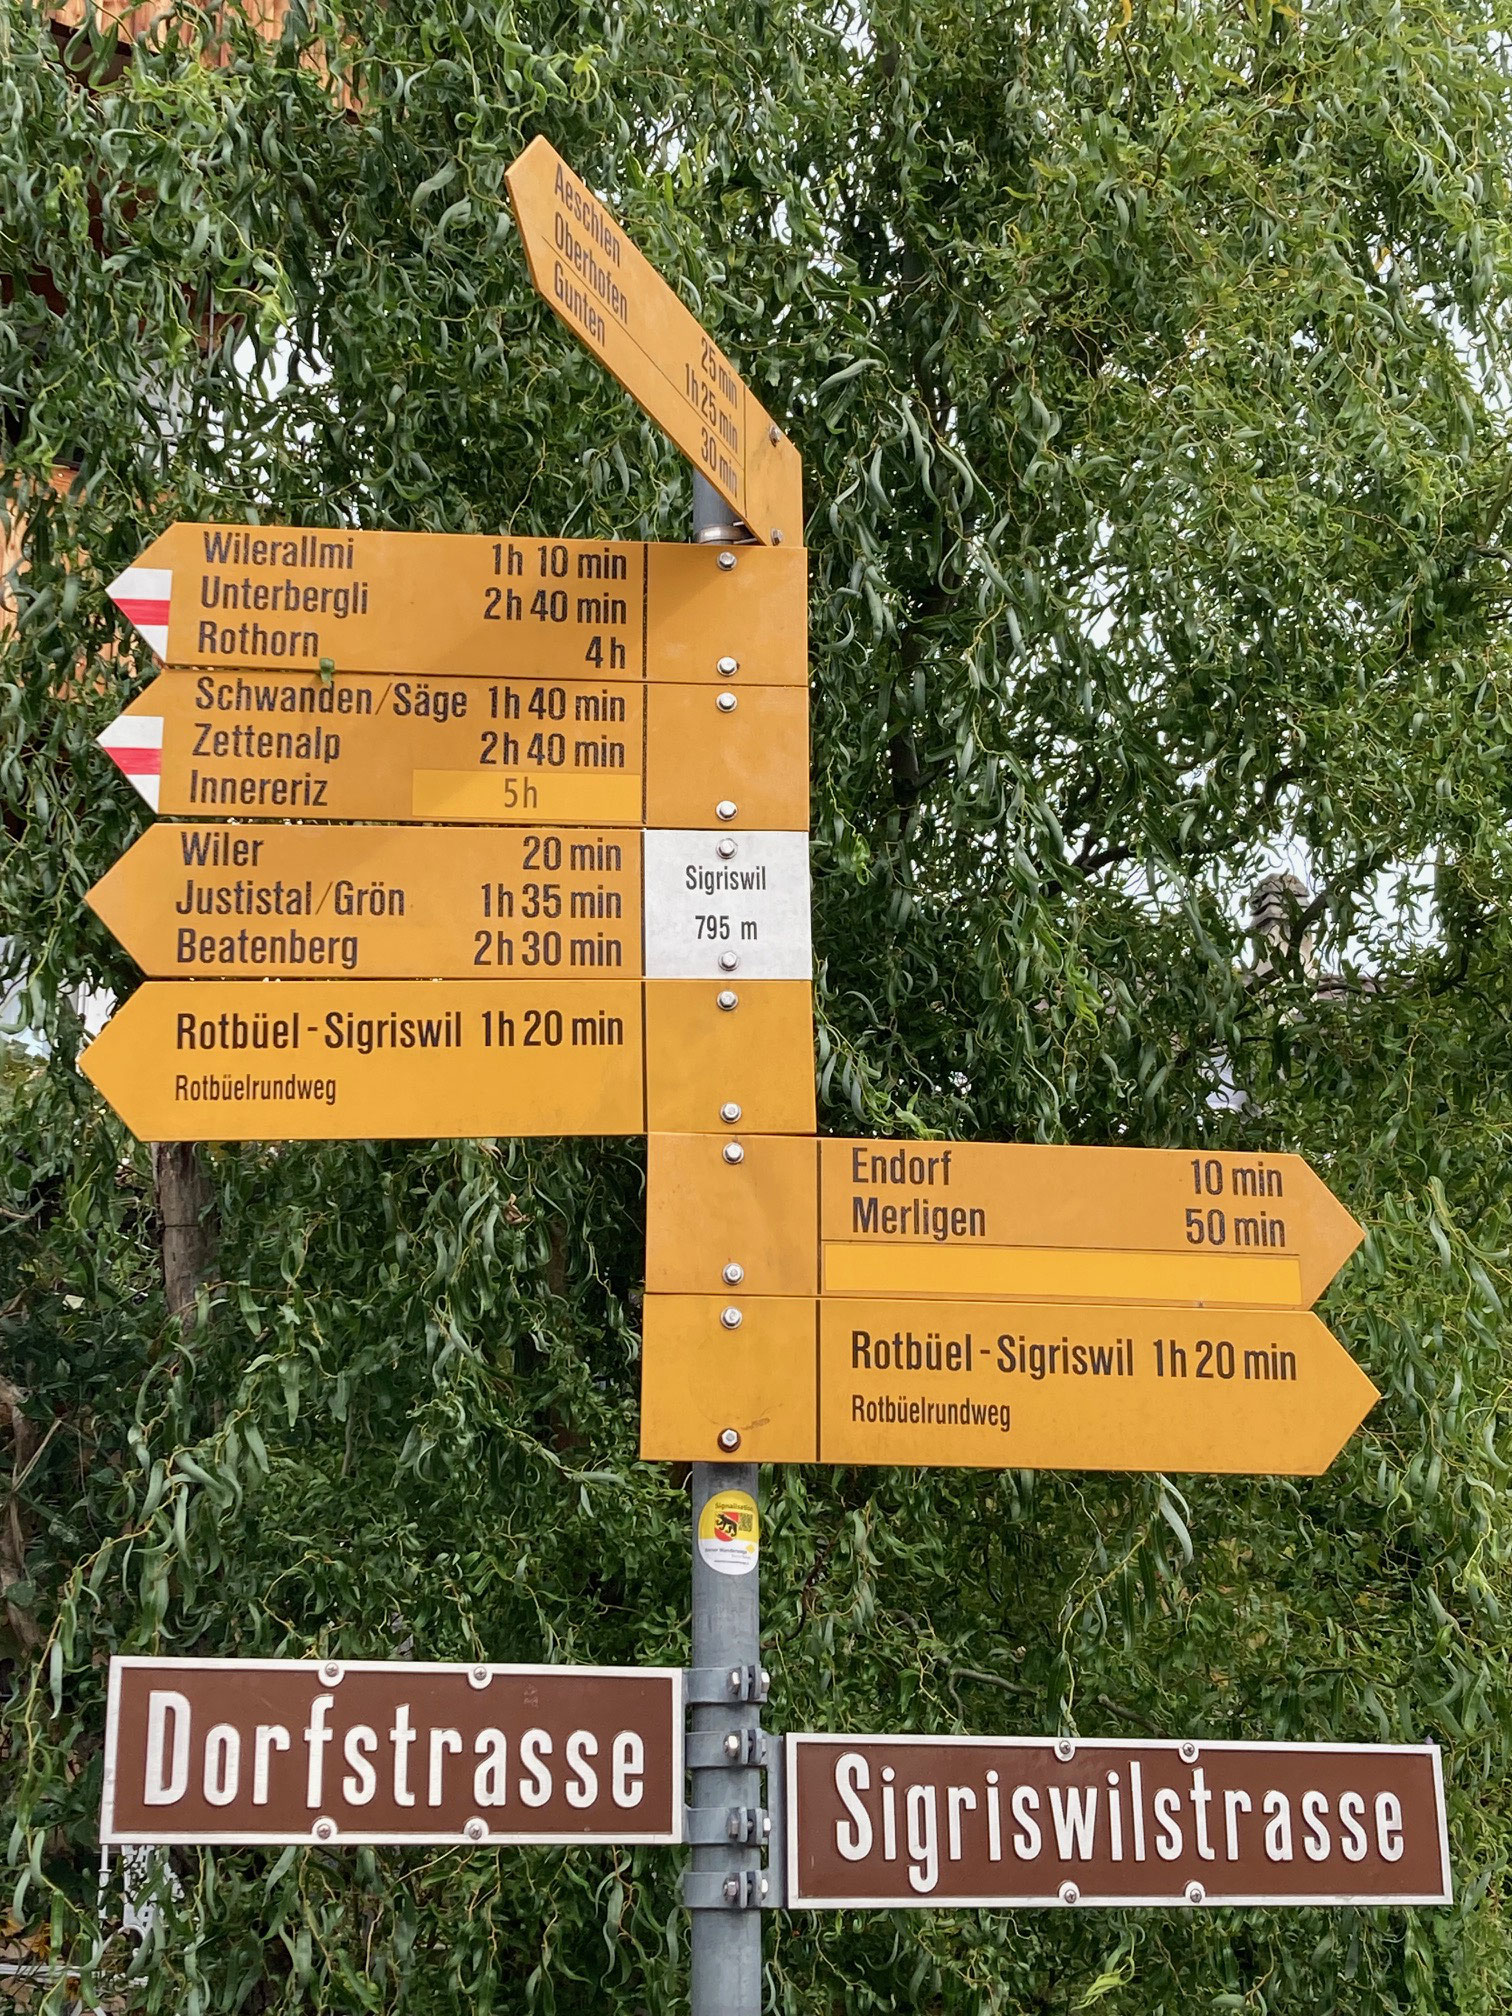 Aeschlen 25 min
Oberhofen 1h 25 min
Gunten 30 min
Wilerallmi 1h 10 min
Unterbergli 2h 40 min
Rothorn 4h
Schwanden/Säge 1h 40 min
Zettenalp 2h 40 min
Innereriz 5h
Wiler 20 min
Justistal/Grön 1h 35 min
Beatenberg 2h 30 min
Sigriswil
795 m
Rotbüel - Sigriswil 1h 20 min
Rotbüelrundweg
Endorf 10 min
Merligen 50 min
Rotbüel - Sigriswil 1h 20 min
Rotbüelrundweg
Signalisation
Berner Wanderwege
Dorfstrasse
Sigriswilstrasse